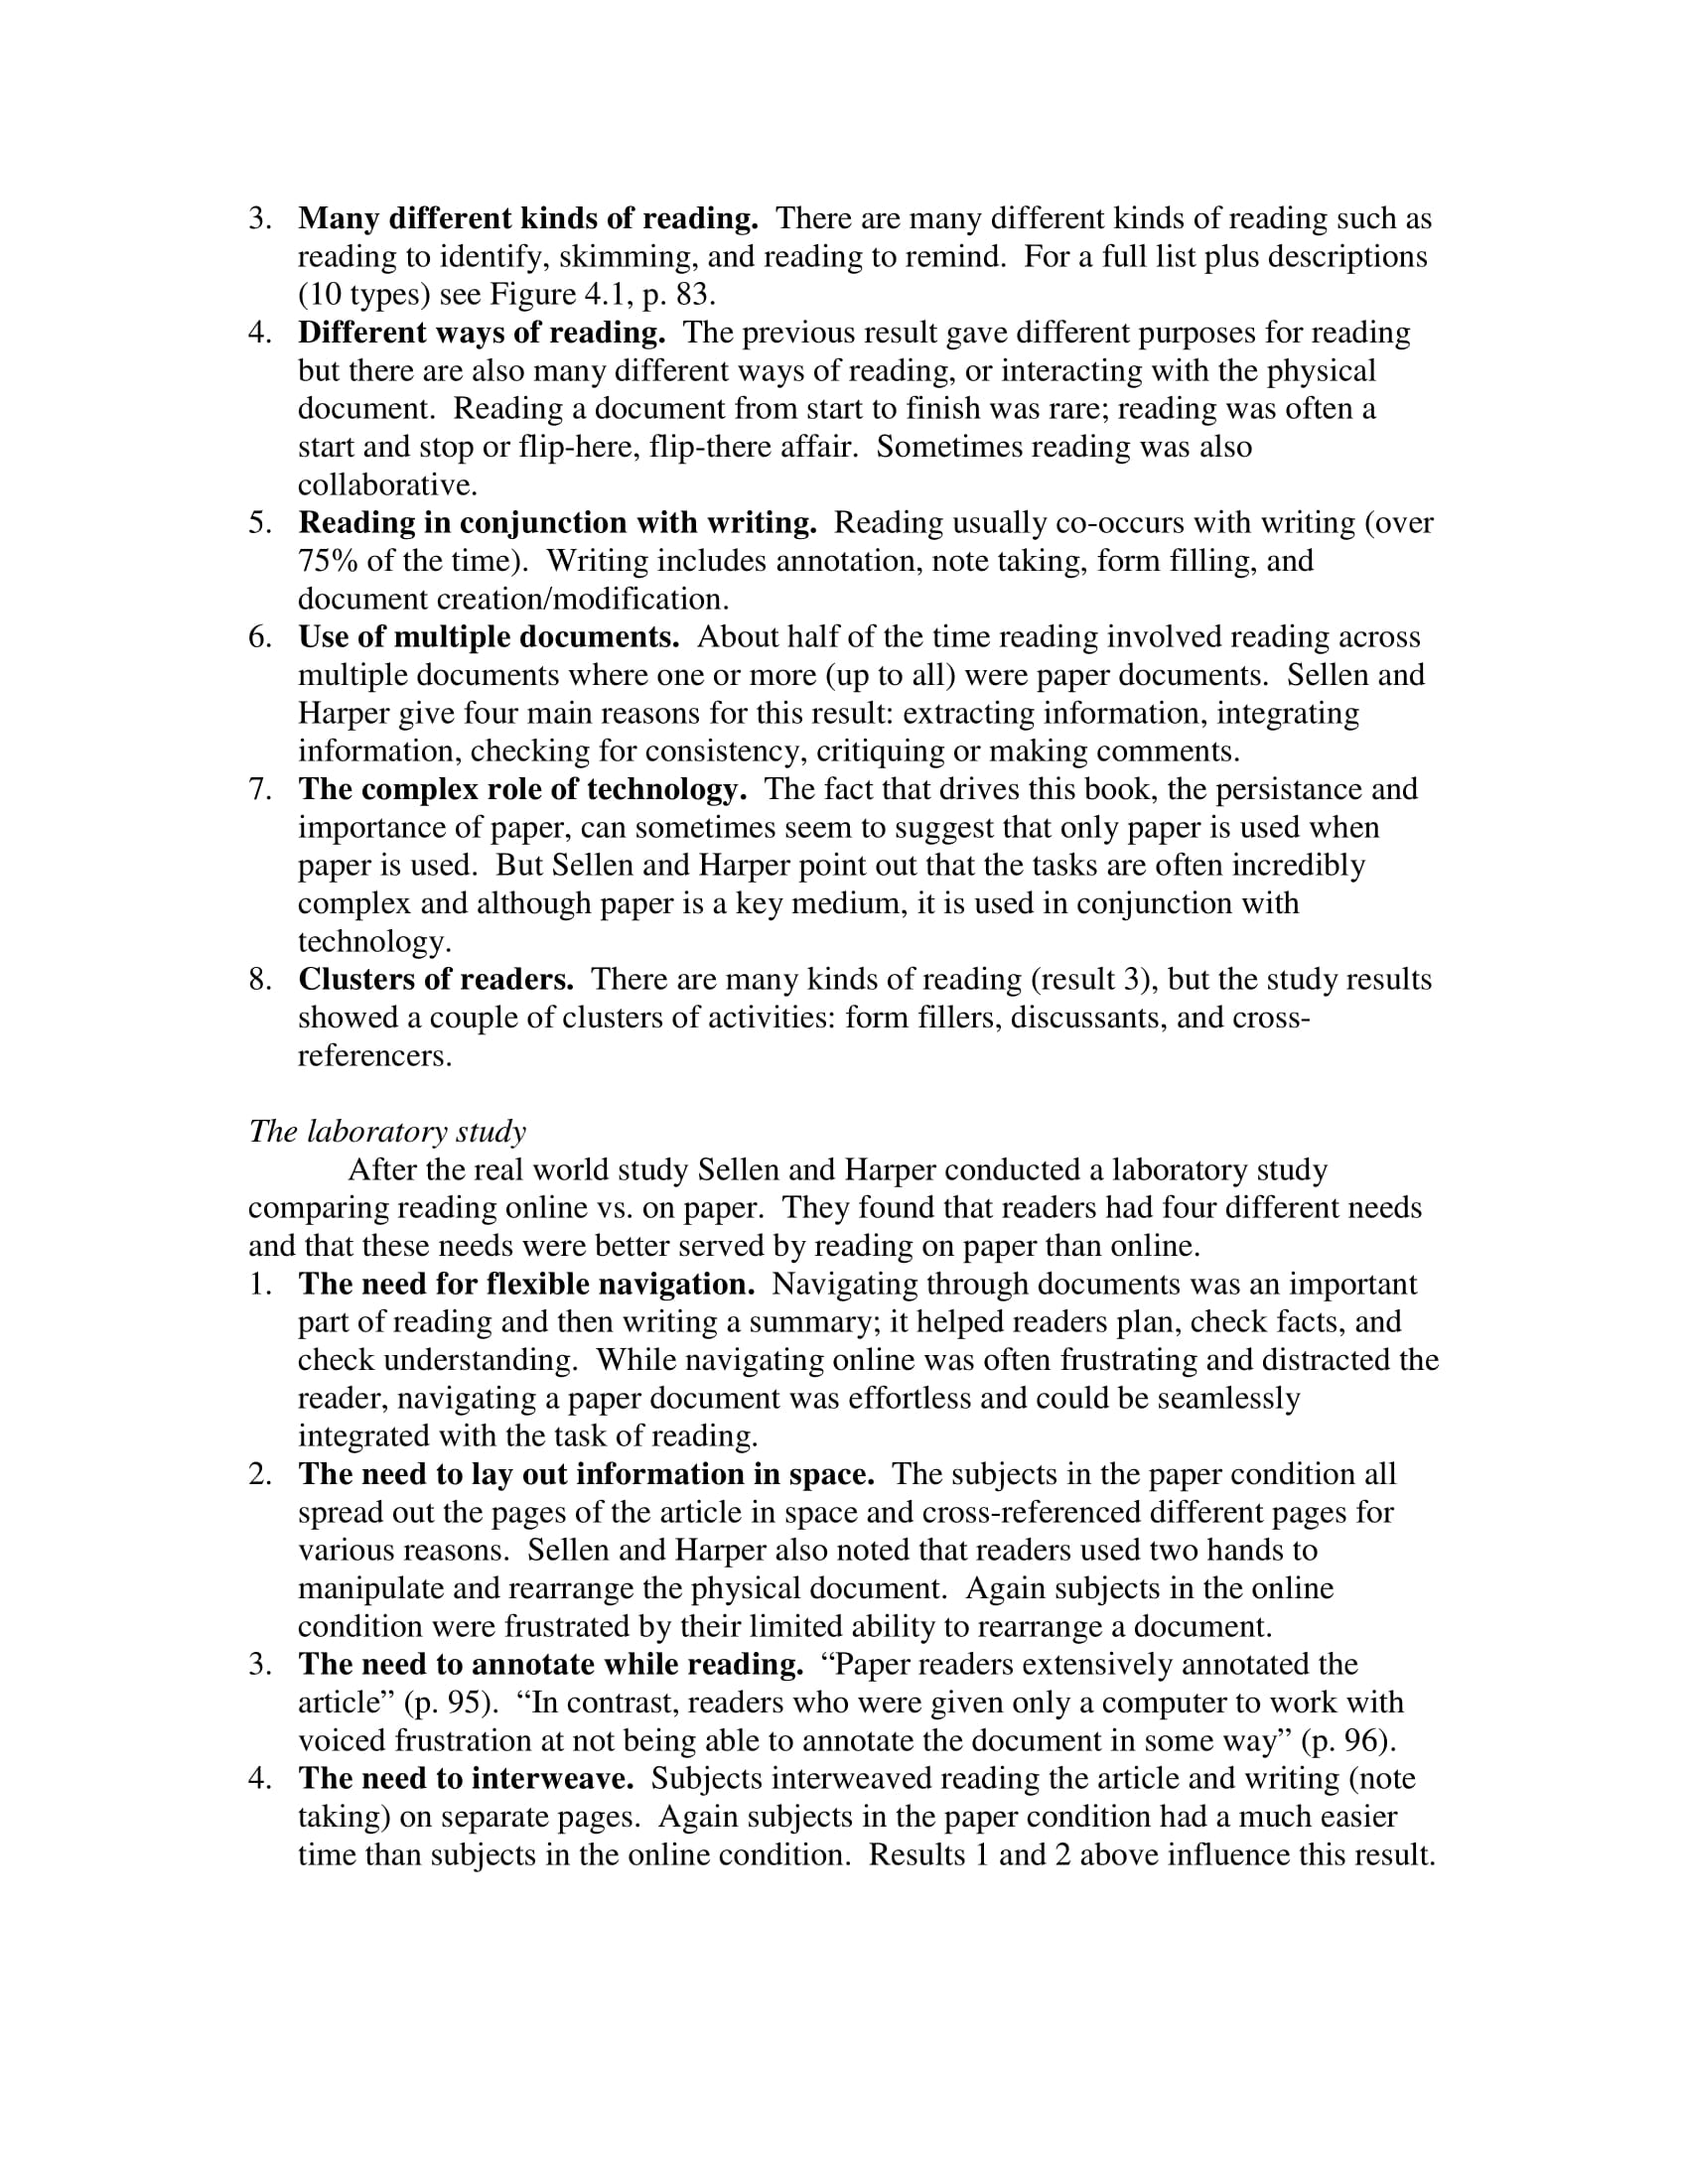 3. Many different kinds of reading.  There are many different kinds of reading such as
reading to identify, skimming, and reading to remind.  For a full list plus descriptions
(10 types) see Figure 4.1, p. 83.
4. Different ways of reading.  The previous result gave different purposes for reading
but there are also many different ways of reading, or interacting with the physical
document.  Reading a document from start to finish was rare; reading was often a
start and stop or flip-here, flip-there affair.  Sometimes reading was also
collaborative.
5. Reading in conjunction with writing.  Reading usually co-occurs with writing (over
75% of the time).  Writing includes annotation, note taking, form filling, and
document creation/modification.
6. Use of multiple documents.  About half of the time reading involved reading across
multiple documents where one or more (up to all) were paper documents.  Sellen and
Harper give four main reasons for this result: extracting information, integrating
information, checking for consistency, critiquing or making comments.
7. The complex role of technology.  The fact that drives this book, the persistance and
importance of paper, can sometimes seem to suggest that only paper is used when
paper is used.  But Sellen and Harper point out that the tasks are often incredibly
complex and although paper is a key medium, it is used in conjunction with
technology.
8. Clusters of readers.  There are many kinds of reading (result 3), but the study results
showed a couple of clusters of activities: form fillers, discussants, and cross-
referencers.
The laboratory study
After the real world study Sellen and Harper conducted a laboratory study
comparing reading online vs. on paper.  They found that readers had four different needs
and that these needs were better served by reading on paper than online.
1. The need for flexible navigation.  Navigating through documents was an important
part of reading and then writing a summary; it helped readers plan, check facts, and
check understanding.  While navigating online was often frustrating and distracted the
reader, navigating a paper document was effortless and could be seamlessly
integrated with the task of reading.
2. The need to lay out information in space.  The subjects in the paper condition all
spread out the pages of the article in space and cross-referenced different pages for
various reasons.  Sellen and Harper also noted that readers used two hands to
manipulate and rearrange the physical document.  Again subjects in the online
condition were frustrated by their limited ability to rearrange a document.
3. The need to annotate while reading.  “Paper readers extensively annotated the
article” (p. 95).  “In contrast, readers who were given only a computer to work with
voiced frustration at not being able to annotate the document in some way” (p. 96).
4. The need to interweave.  Subjects interweaved reading the article and writing (note
taking) on separate pages.  Again subjects in the paper condition had a much easier
time than subjects in the online condition.  Results 1 and 2 above influence this result.